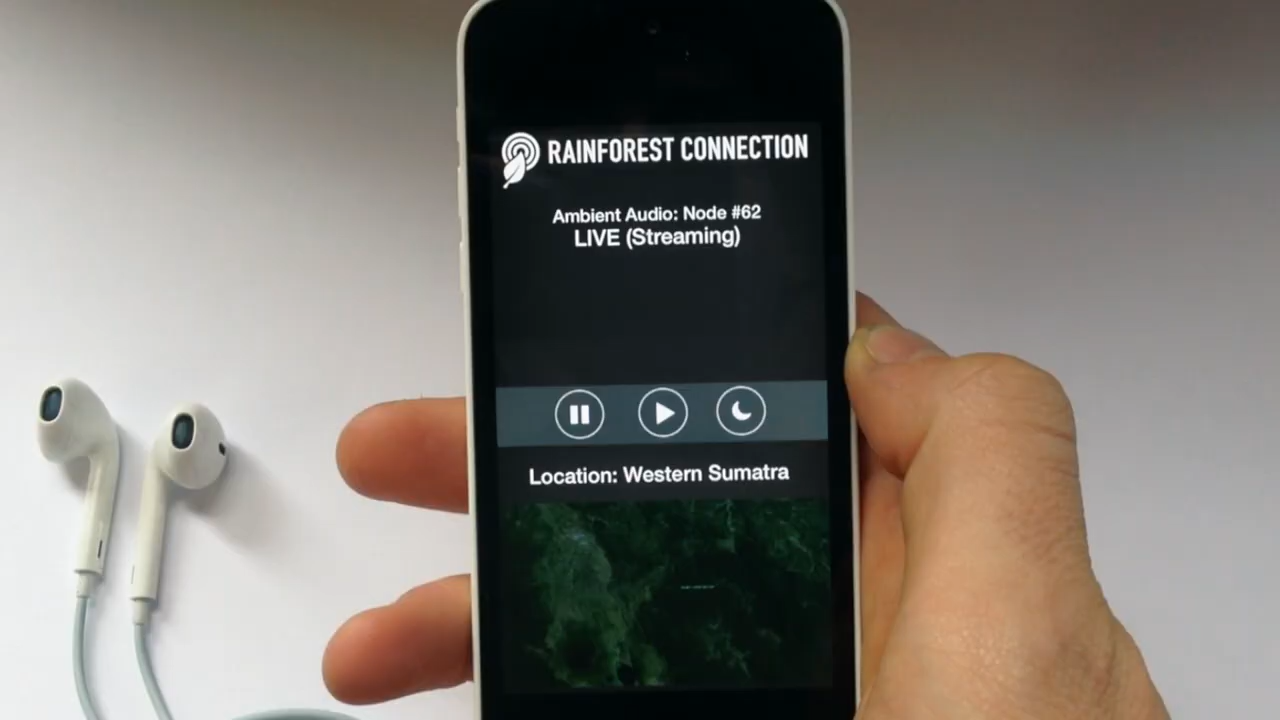 RAINFOREST CONNECTION
Ambient Audio: Node #62
LIVE (Streaming)
Location: Western Sumatra